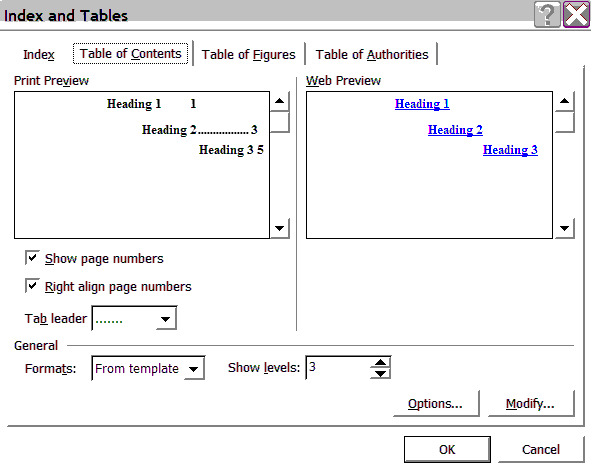 Index and Tables
Index Table of Contents Table of Figures Table of Authorities
Print Preview Web Preview
Heading 1 1 Heading 1
Heading 2................. 3 Heading 2
Heading 3 5 Heading 3
Show page numbers
Right align page numbers
Tab leader .......
General
Formats: From template Show levels: 3
Options... Modify...
OK Cancel